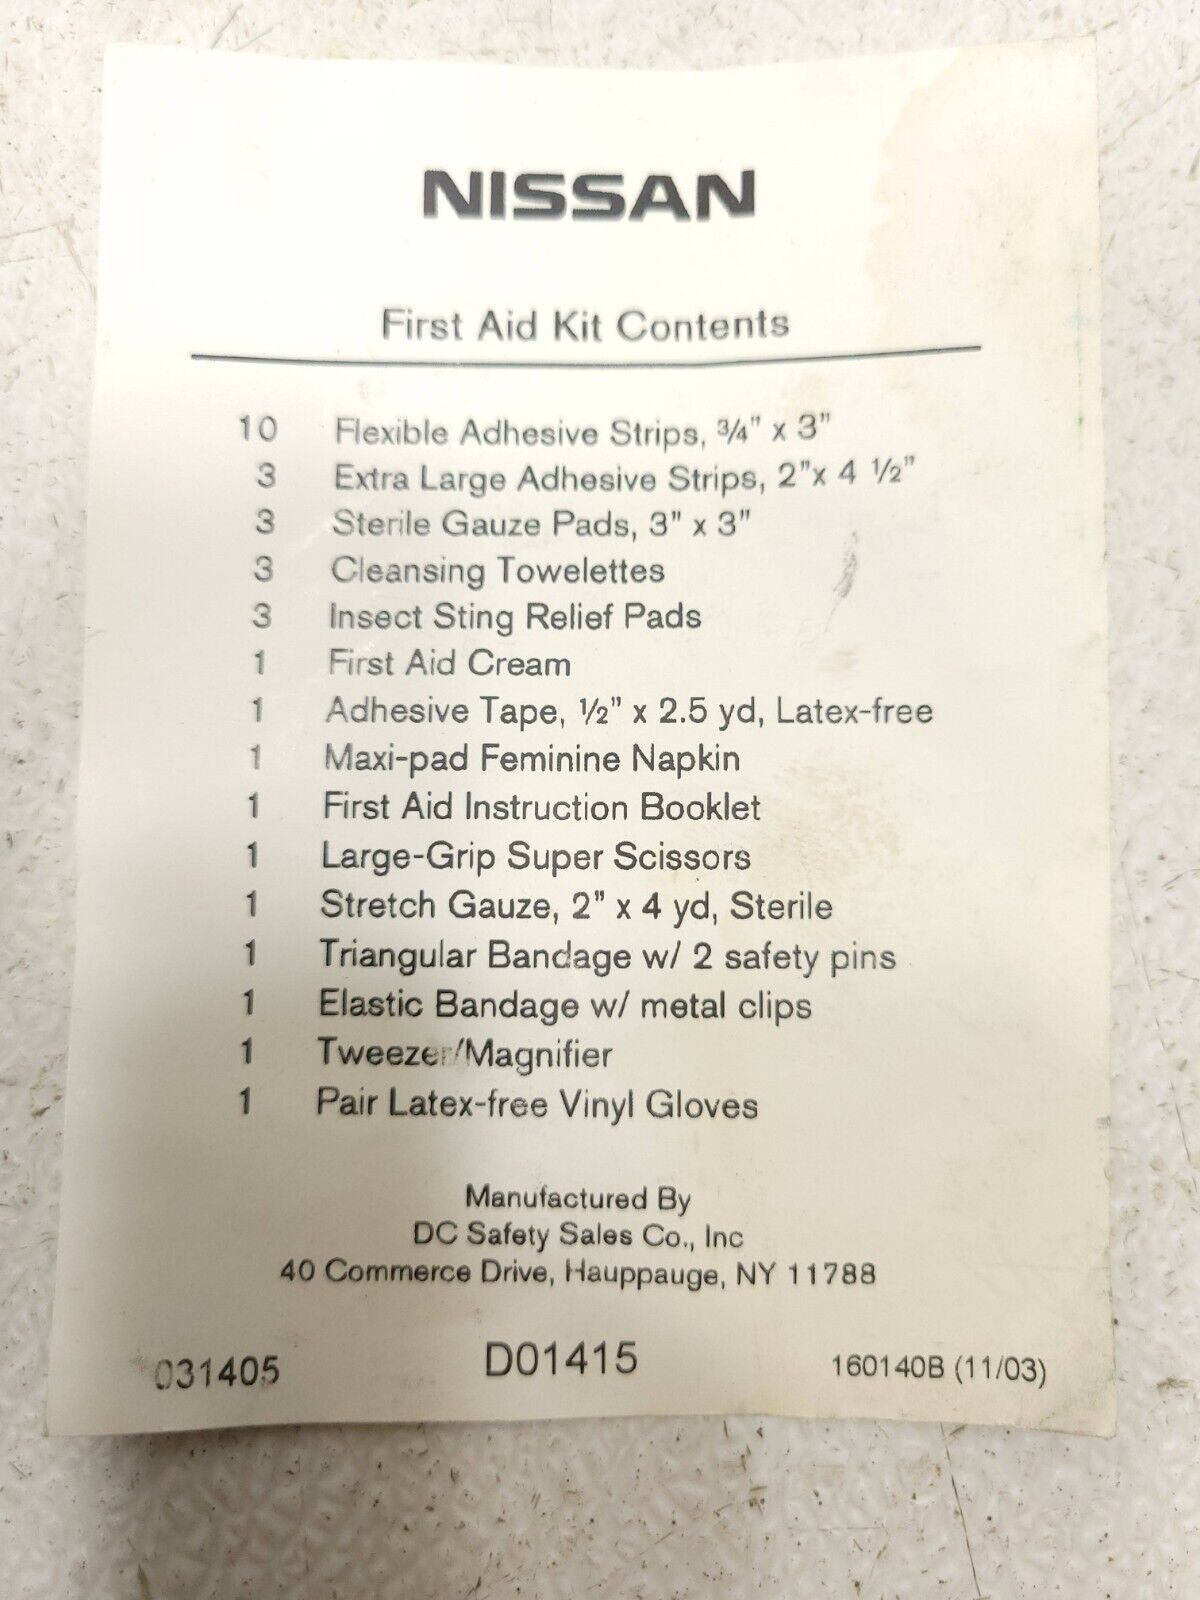 NISSAN
First Aid Kit Contents
10 Flexible Adhesive Strips, ¾" x 3"
3 Extra Large Adhesive Strips, 2"x 4 ½"
3 Sterile Gauze Pads, 3" x 3"
3 Cleansing Towelettes
3 Insect Sting Relief Pads
1 First Aid Cream
1 Adhesive Tape, ½" x 2.5 yd, Latex-free
1 Maxi-pad Feminine Napkin
1 First Aid Instruction Booklet
1 Large-Grip Super Scissors
1 Stretch Gauze, 2" x 4 yd, Sterile
1 Triangular Bandage w/ 2 safety pins
1 Elastic Bandage w/ metal clips
1 Tweezer/Magnifier
1 Pair Latex-free Vinyl Gloves
Manufactured By
DC Safety Sales Co., Inc
40 Commerce Drive, Hauppauge, NY 11788
031405 D01415 160140B (11/03)